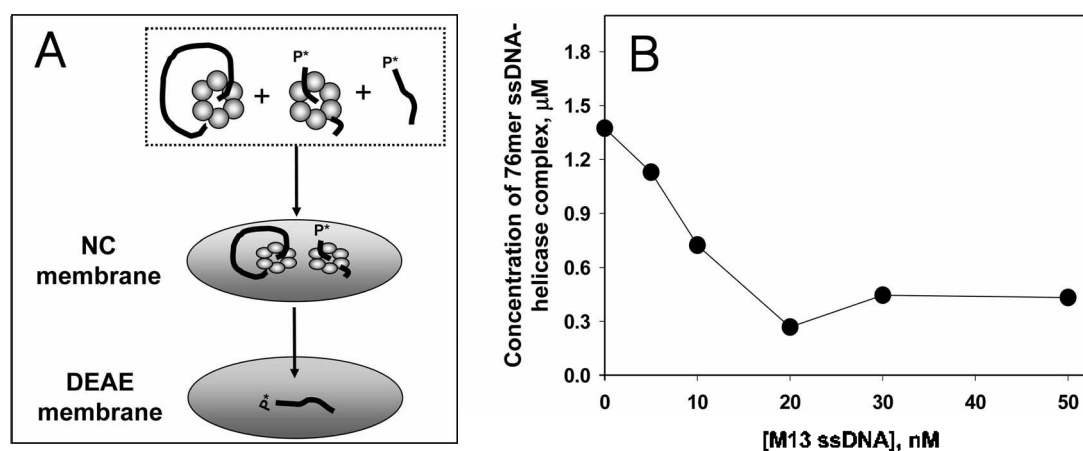 A
P*
P*
+
+
NC
membrane
P*
DEAE
membrane
P*
B
Concentration of 76mer ssDNA-
helicase complex, μM
1.8
1.5
1.2
0.9
0.6
0.3
0.0
0
10
20
30
40
50
[M13 ssDNA], nM